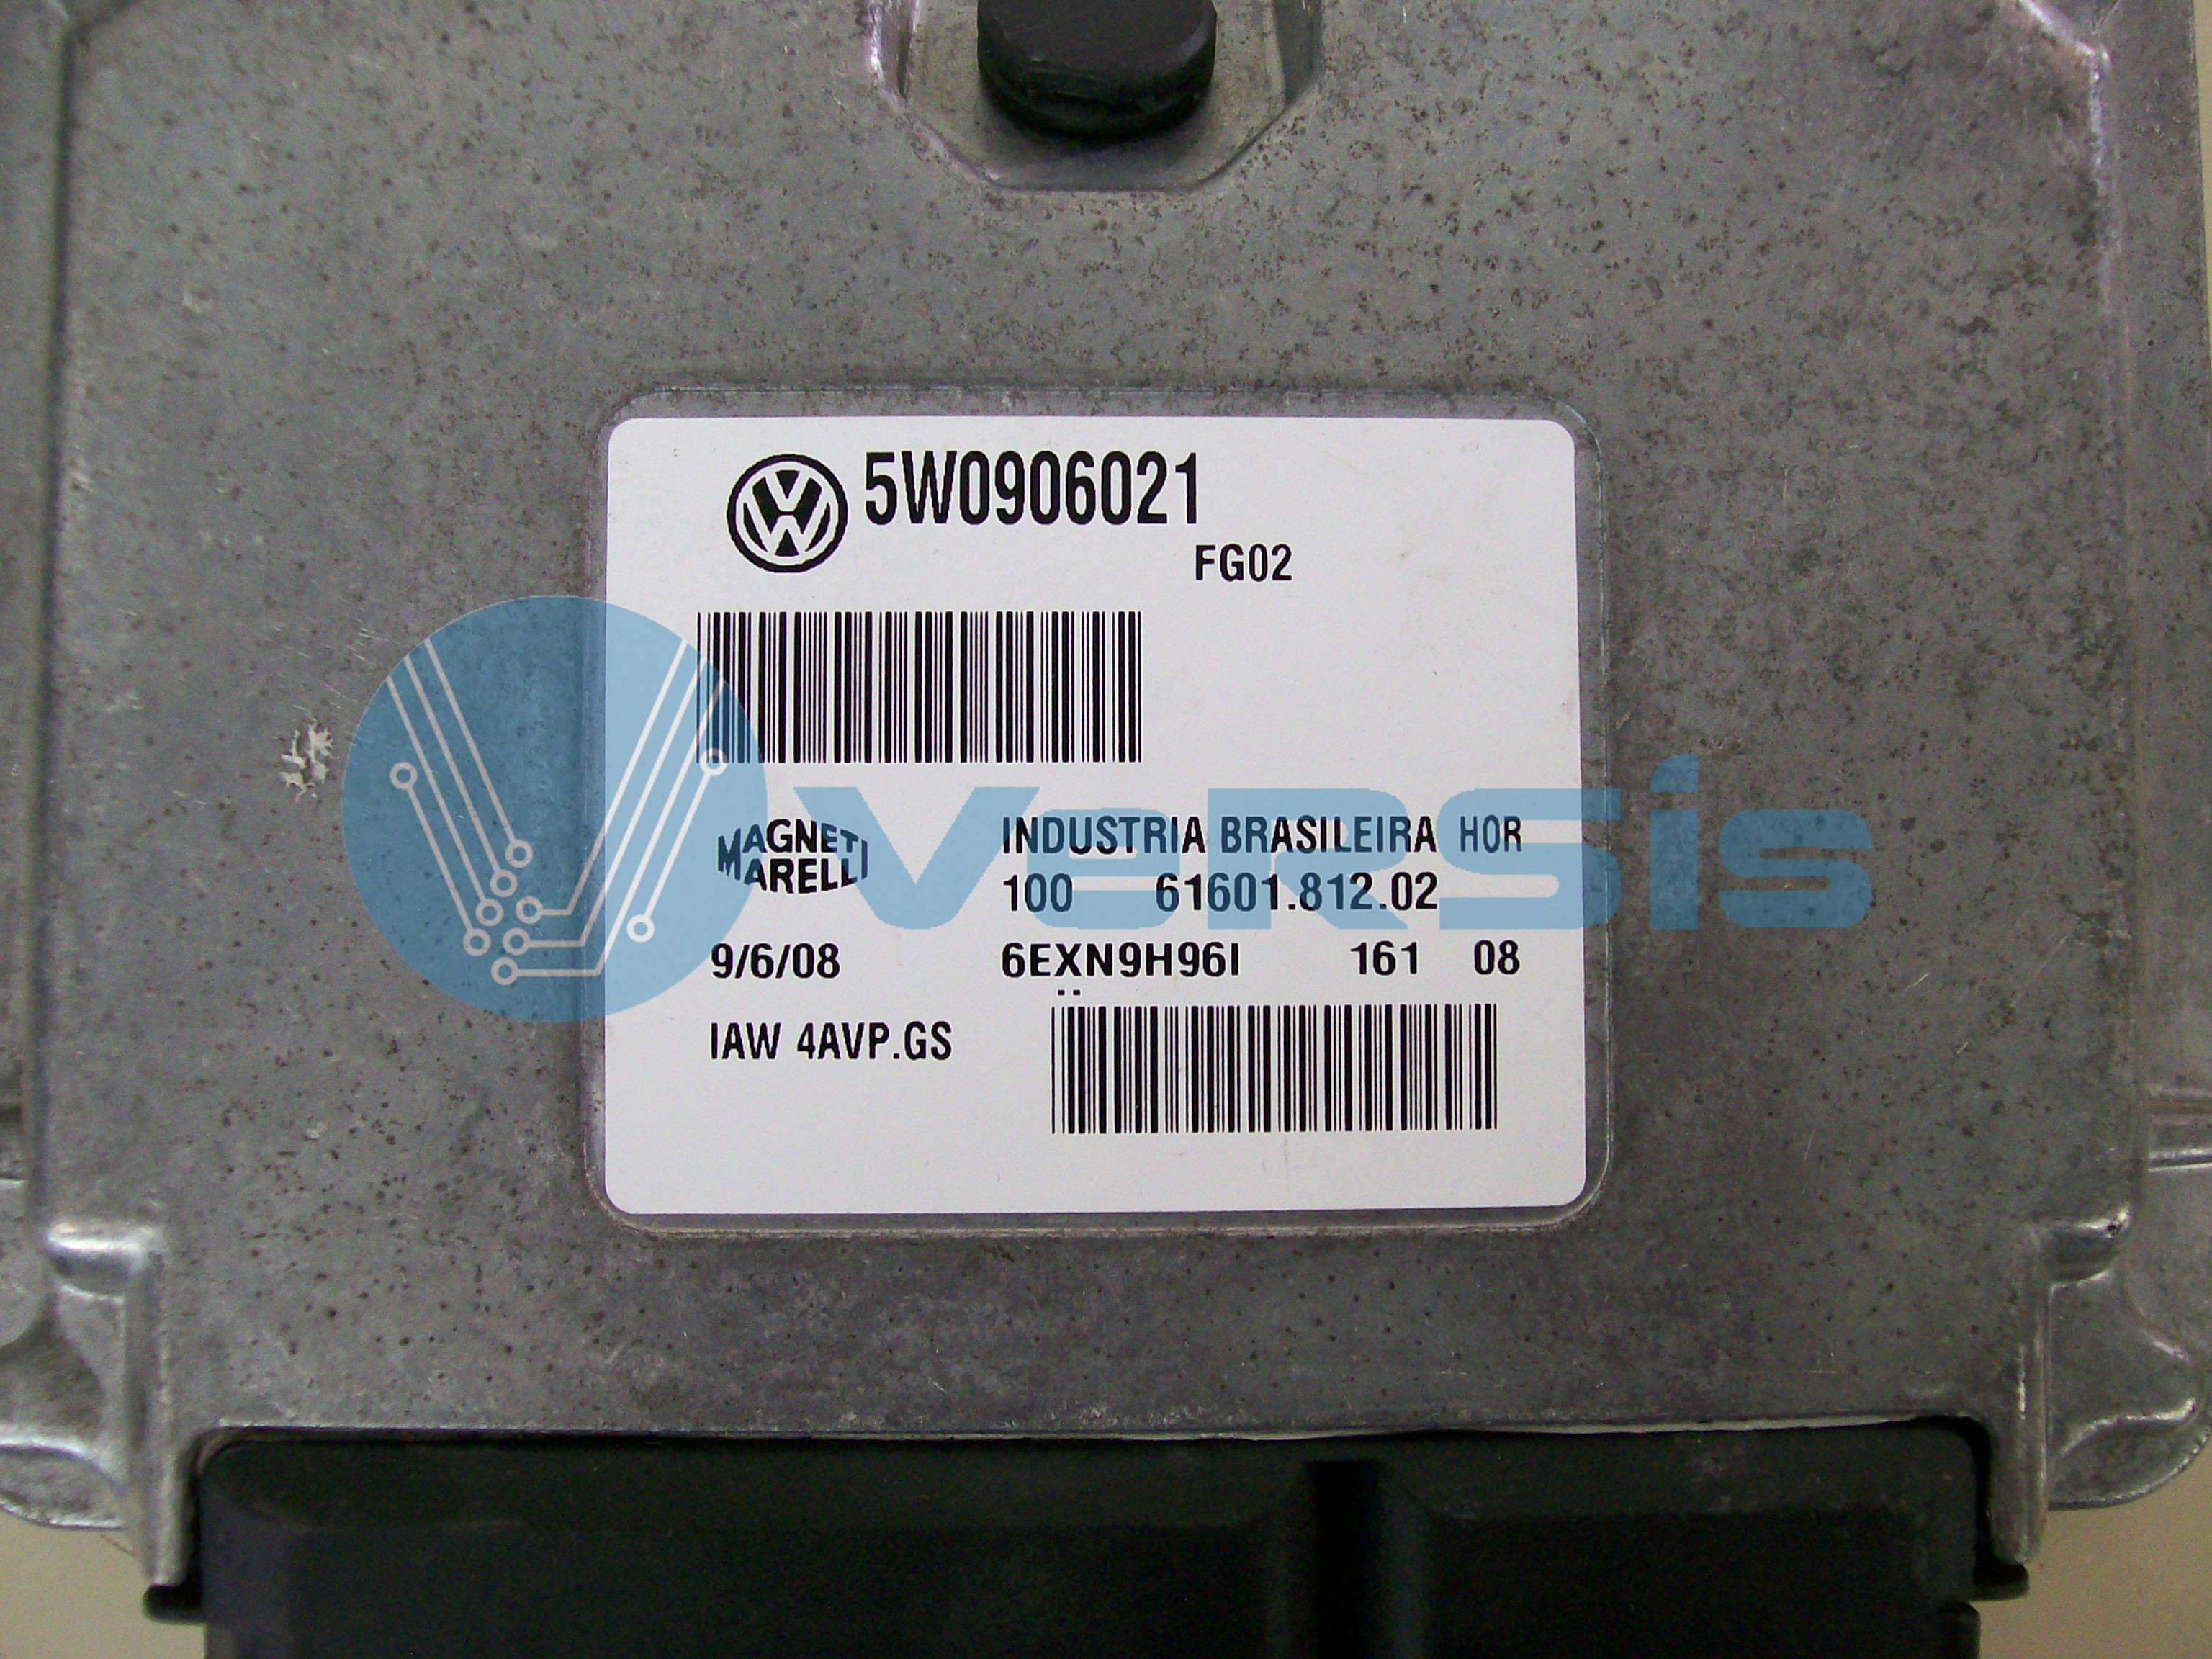 5W0906021
FG02
MAGNETI
MARELLI
INDUSTRIA BRASILEIRA HOR
100 61601.812.02
9/6/08 6EXN9H96I 161 08
IAW 4AVP.GS
VeRSiS